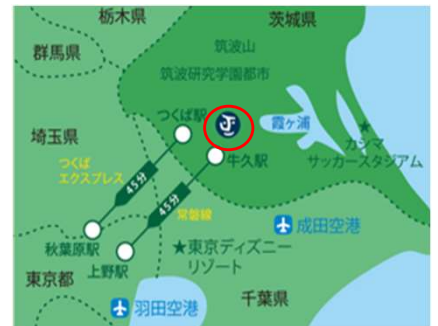 栃木県
茨城県
群馬県
筑波山
筑波研究学園都市
つくば駅
霞ヶ浦
埼玉県
つくば
エクスプレス
牛久駅
★
カシマ
サッカースタジアム
45分
45分
常磐線
成田空港
秋葉原駅
上野駅
★東京ディズニー
リゾート
東京都
羽田空港
千葉県